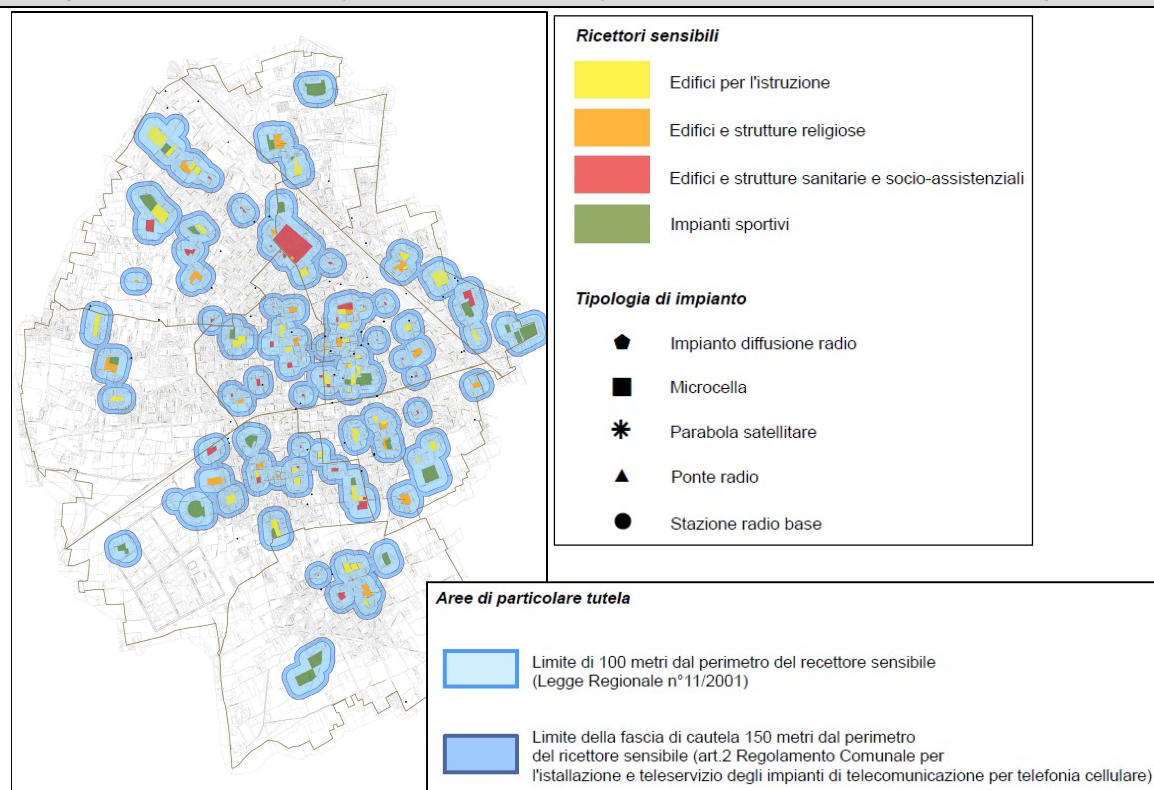 Ricettori sensibili
Edifici per l'istruzione
Edifici e strutture religiose
Edifici e strutture sanitarie e socio-assistenziali
Impianti sportivi
Tipologia di impianto
Impianto diffusione radio
Microcella
Parabola satellitare
Ponte radio
Stazione radio base
Aree di particolare tutela
Limite di 100 metri dal perimetro del recettore sensibile
(Legge Regionale n°11/2001)
Limite della fascia di cautela 150 metri dal perimetro
del ricettore sensibile (art.2 Regolamento Comunale per
l'istallazione e teleservizio degli impianti di telecomunicazione per telefonia cellulare)